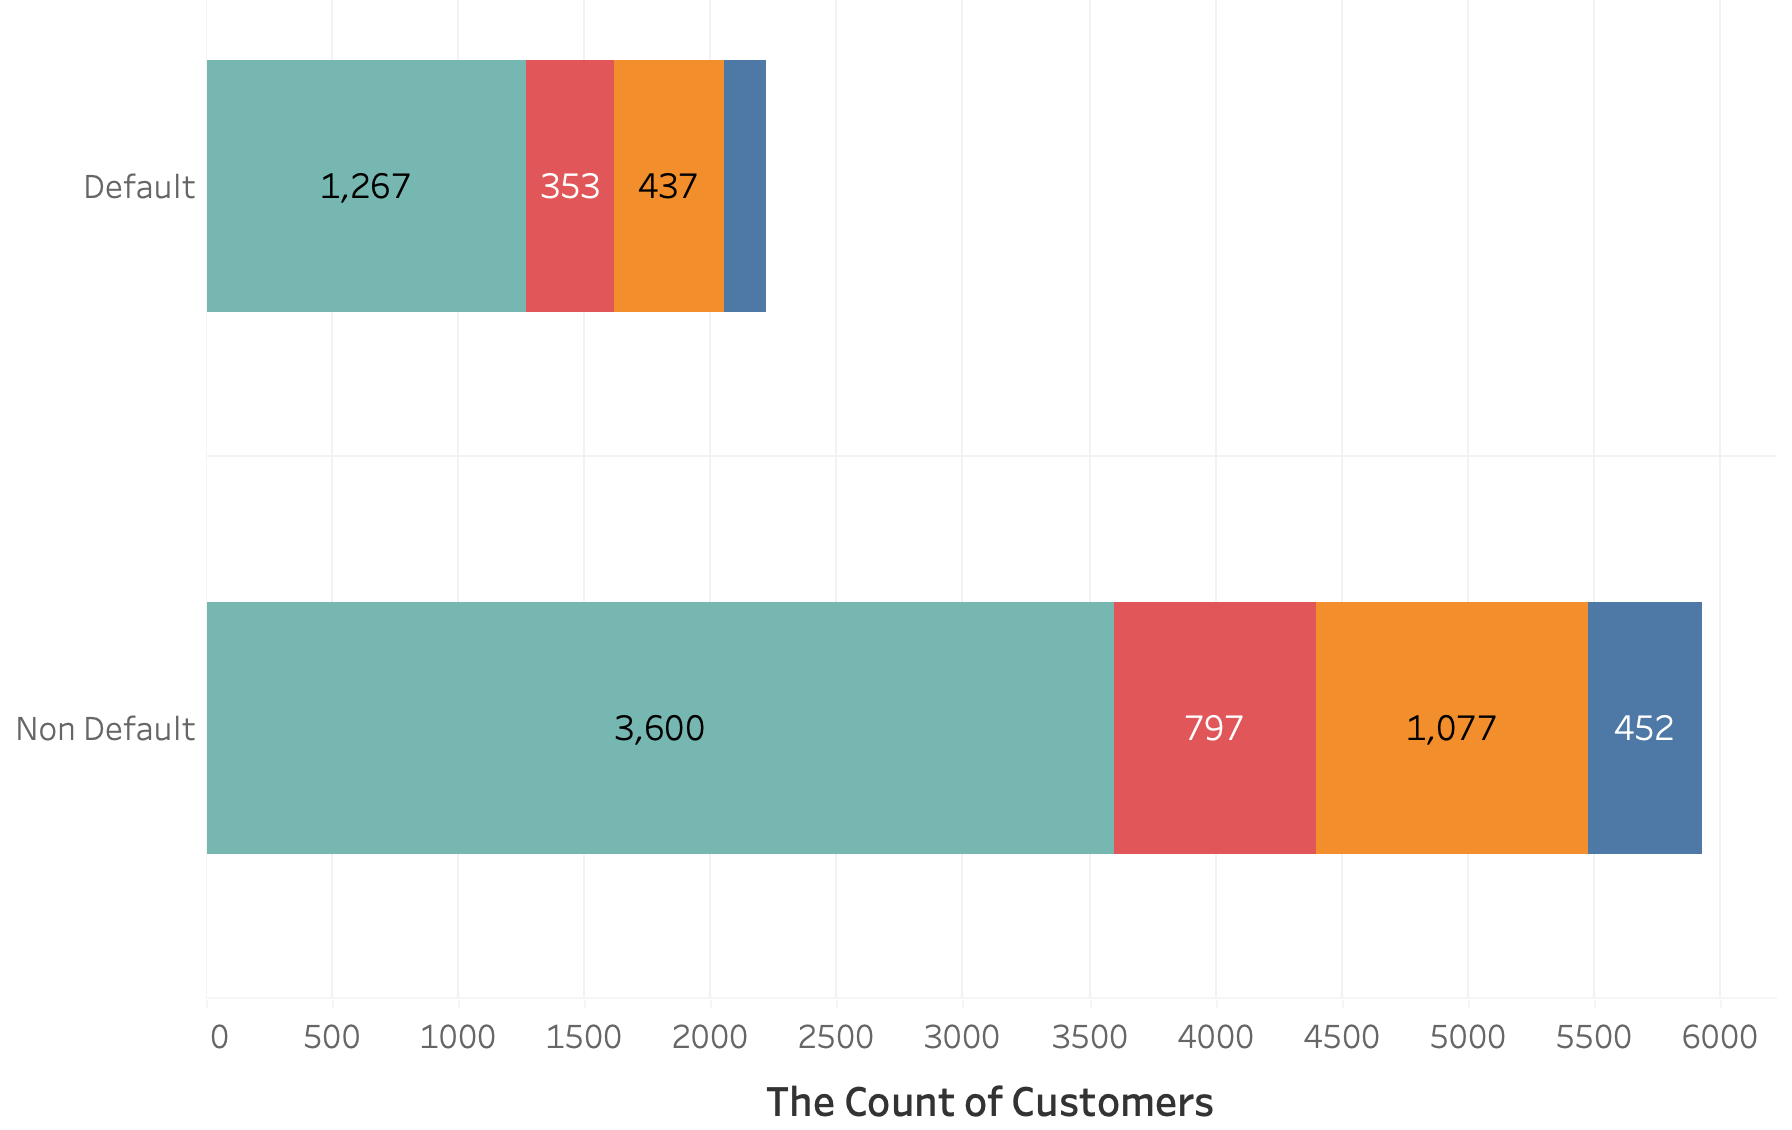 Default
1,267 353 437
Non Default
3,600 797 1,077 452
0 500 1000 1500 2000 2500 3000 3500 4000 4500 5000 5500 6000
The Count of Customers